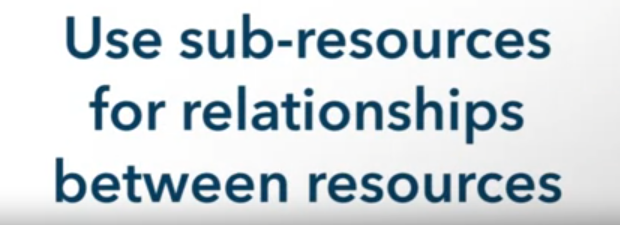 Use sub-resources
for relationships
between resources